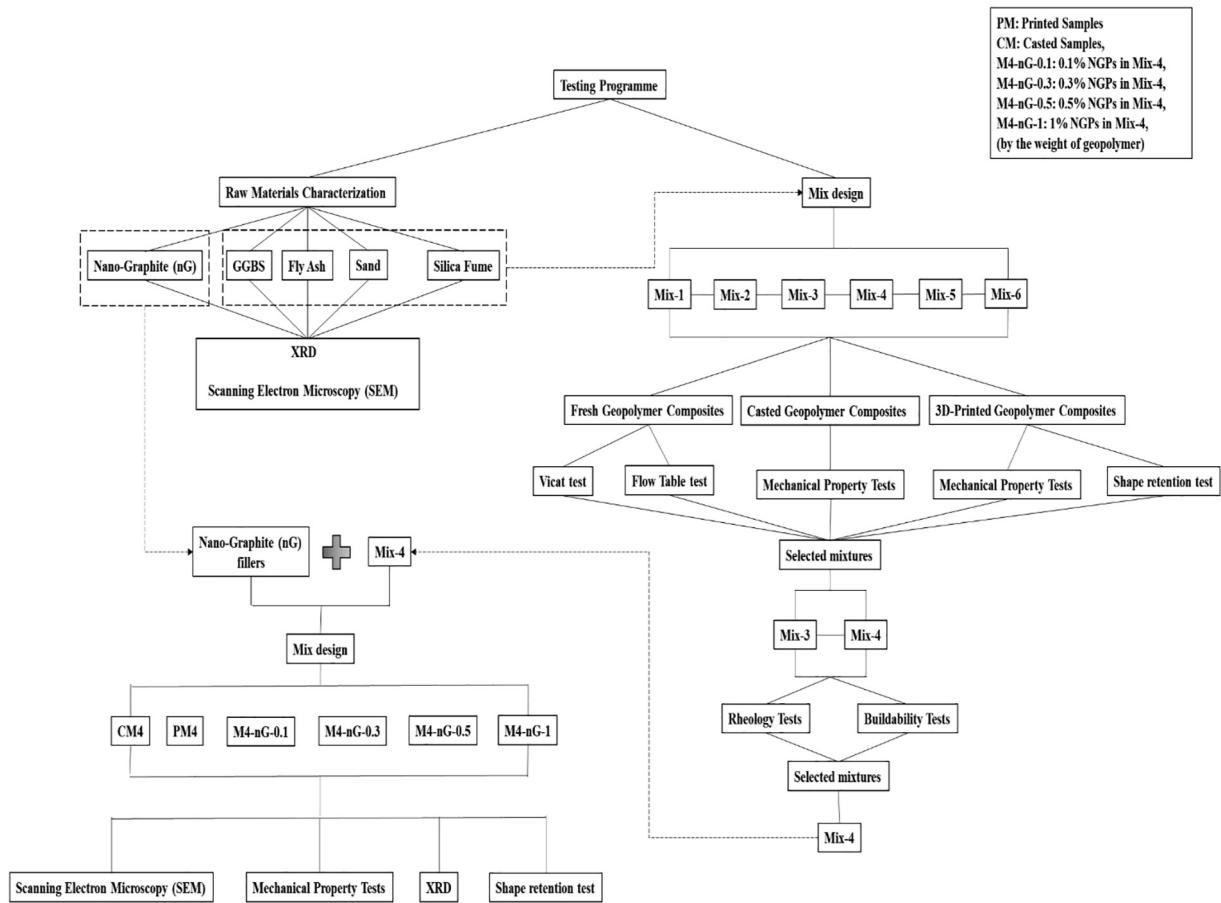 PM: Printed Samples
CM: Casted Samples,
M4-nG-0.1: 0.1% NGPs in Mix-4,
M4-nG-0.3: 0.3% NGPs in Mix-4,
M4-nG-0.5: 0.5% NGPs in Mix-4,
M4-nG-1: 1% NGPs in Mix-4,
(by the weight of geopolymer)
Testing Programme
Raw Materials Characterization
Mix design
Nano-Graphite (nG)
GGBS
Fly Ash
Sand
Silica Fume
XRD
Scanning Electron Microscopy (SEM)
Mix-1
Mix-2
Mix-3
Mix-4
Mix-5
Mix-6
Fresh Geopolymer Composites
Casted Geopolymer Composites
3D-Printed Geopolymer Composites
Vicat test
Flow Table test
Mechanical Property Tests
Mechanical Property Tests
Shape retention test
Selected mixtures
Mix-3
Mix-4
Rheology Tests
Buildability Tests
Selected mixtures
Mix-4
Nano-Graphite (nG)
fillers
Mix-4
Mix design
CM4
PM4
M4-nG-0.1
M4-nG-0.3
M4-nG-0.5
M4-nG-1
Scanning Electron Microscopy (SEM)
Mechanical Property Tests
XRD
Shape retention test